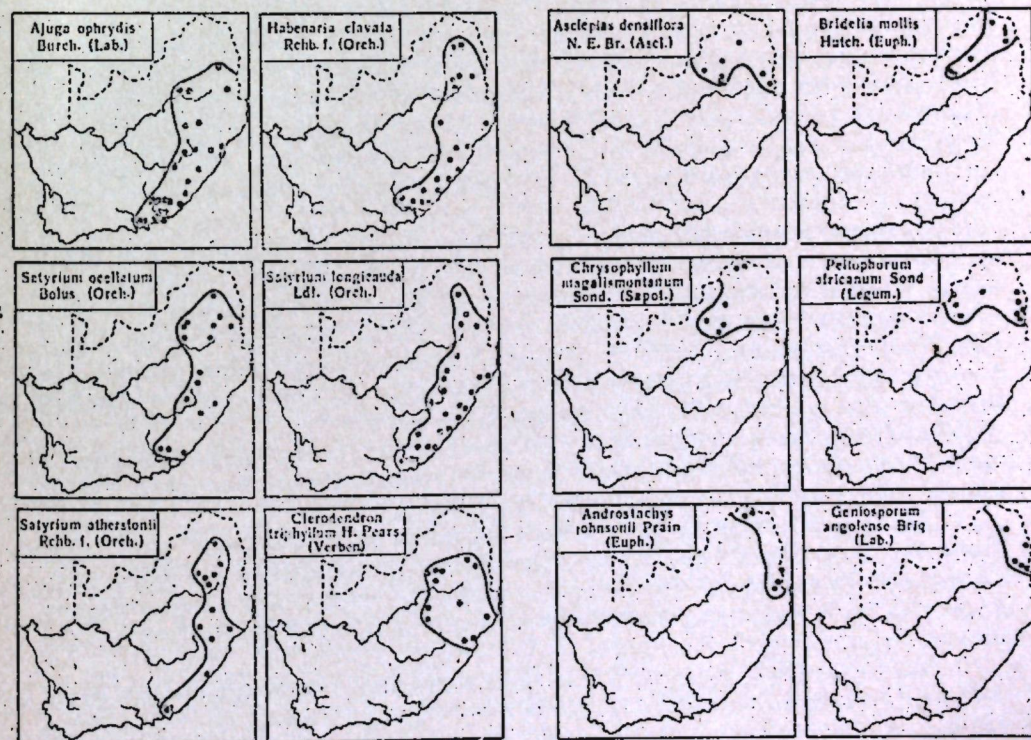 Ajuga ophrydis
Burch. (Lab.)
Habenaria clavata
Rchb. f. (Orch.)
Asclepias densiflora
N. E. Br. (Ascl.)
Bridelia mollis
Hutch. (Euph.)
Satyrium ocellatum
Bolus (Orch.)
Satyrium longicauda
Ldl. (Orch.)
Chrysophyllum
magalismontanum
Sond. (Sapot.)
Peltophorum
africanum Sond
(Legum.)
Satyrium atherstonii
Rchb. f. (Orch.)
Clerodendron
triphyllum H. Pears.
(Verben)
Androstachys
johnsonii Prain
(Euph.)
Geniosporum
angolense Briq
(Lab.)